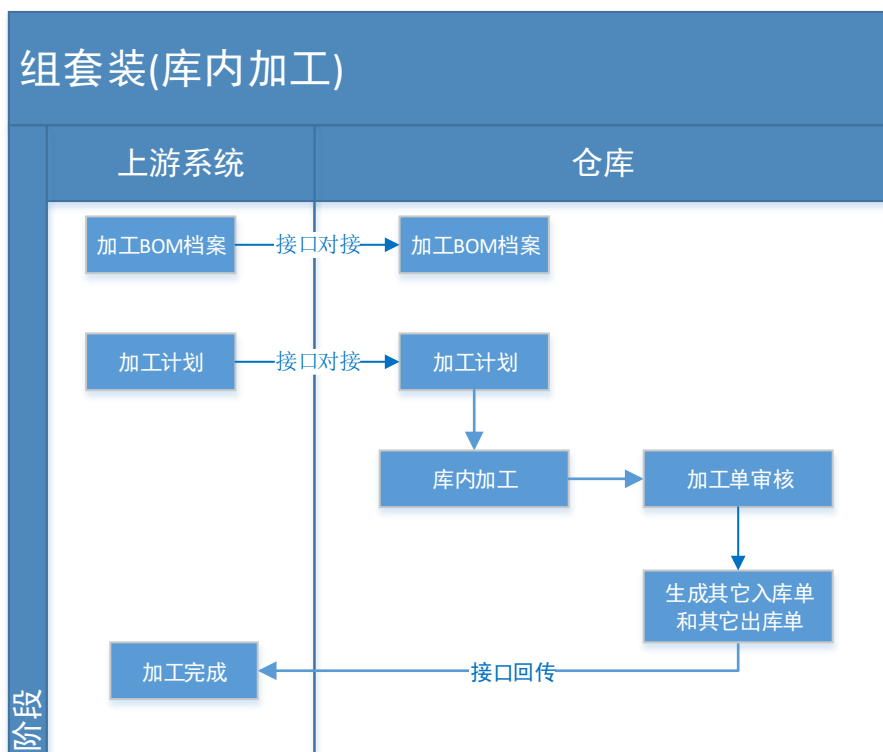 组套装(库内加工)
上游系统
仓库
加工BOM档案
接口对接
加工BOM档案
加工计划
接口对接
加工计划
库内加工
加工单审核
生成其它入库单
和其它出库单
加工完成
接口回传
阶段